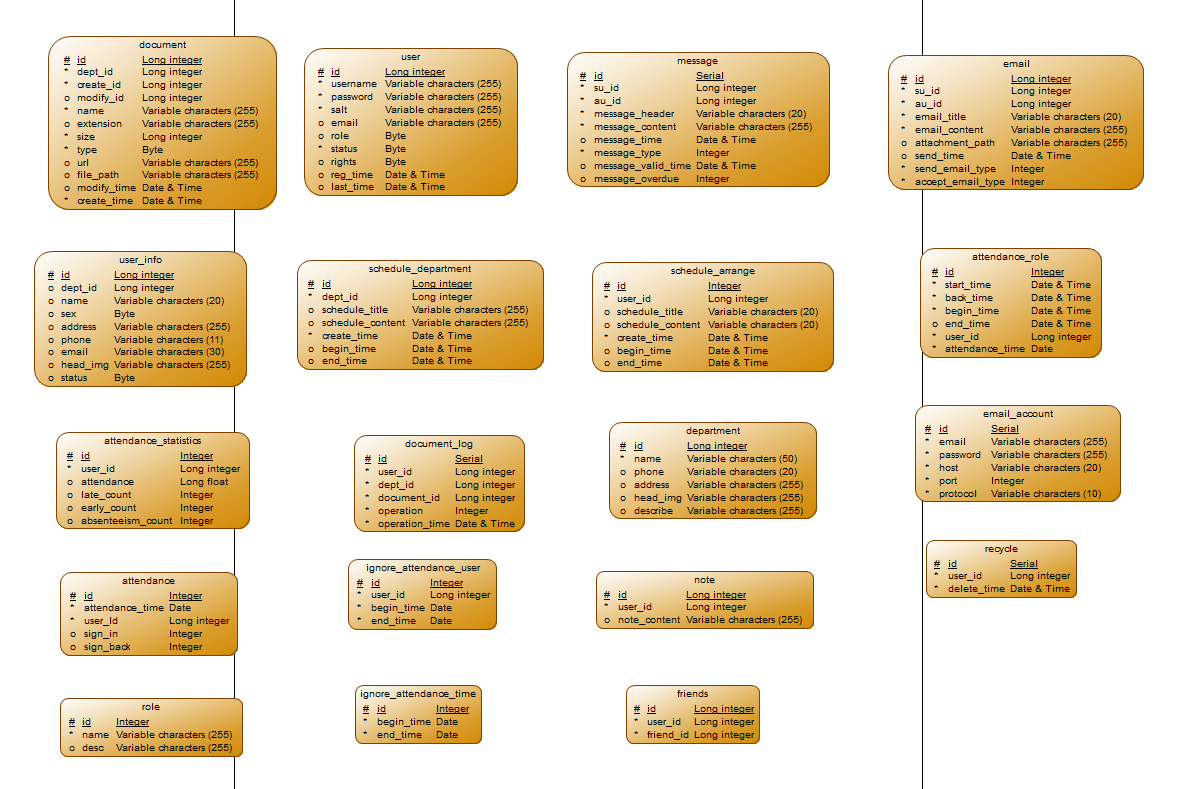 document
# id Long integer
* dept_id Long integer
* create_id Long integer
o modify_id Long integer
* name Variable characters (255)
o extension Variable characters (255)
* size Long integer
* type Byte
o url Variable characters (255)
o file_path Variable characters (255)
o modify_time Date & Time
* create_time Date & Time
user
# id Long integer
* username Variable characters (255)
* password Variable characters (255)
* salt Variable characters (255)
o email Variable characters (255)
o role Byte
* status Byte
o rights Byte
o reg_time Date & Time
o last_time Date & Time
message
# id Serial
* su_id Long integer
* au_id Long integer
* message_header Variable characters (20)
* message_content Variable characters (255)
o message_time Date & Time
* message_type Integer
o message_valid_time Date & Time
o message_overdue Integer
email
# id Long integer
* su_id Long integer
* au_id Long integer
* email_title Variable characters (20)
* email_content Variable characters (255)
o attachment_path Variable characters (255)
o send_time Date & Time
* send_email_type Integer
* accept_email_type Integer
user_info
# id Long integer
o dept_id Long integer
o name Variable characters (20)
o sex Byte
o address Variable characters (255)
o phone Variable characters (11)
o email Variable characters (30)
o head_img Variable characters (255)
o status Byte
schedule_department
# id Long integer
* dept_id Long integer
o schedule_title Variable characters (255)
o schedule_content Variable characters (255)
* create_time Date & Time
o begin_time Date & Time
o end_time Date & Time
schedule_arrange
# id Integer
* user_id Long integer
o schedule_title Variable characters (20)
o schedule_content Variable characters (20)
* create_time Date & Time
o begin_time Date & Time
o end_time Date & Time
attendance_role
# id Integer
* start_time Date & Time
* back_time Date & Time
* begin_time Date & Time
o end_time Date & Time
* user_id Long integer
* attendance_time Date
attendance_statistics
# id Integer
* user_id Long integer
o attendance Long float
o late_count Integer
o early_count Integer
o absenteeism_count Integer
document_log
# id Serial
* user_id Long integer
* dept_id Long integer
* document_id Long integer
* operation Integer
* operation_time Date & Time
department
# id Long integer
* name Variable characters (50)
o phone Variable characters (20)
o address Variable characters (255)
o head_img Variable characters (255)
o describe Variable characters (255)
email_account
# id Serial
* email Variable characters (255)
* password Variable characters (255)
* host Variable characters (20)
* port Integer
* protocol Variable characters (10)
attendance
# id Integer
* attendance_time Date
* user_Id Long integer
o sign_in Integer
o sign_back Integer
ignore_attendance_user
# id Integer
* user_id Long integer
* begin_time Date
* end_time Date
note
# id Long integer
* user_id Long integer
o note_content Variable characters (255)
recycle
# id Serial
* user_id Long integer
* delete_time Date & Time
role
# id Integer
* name Variable characters (255)
o desc Variable characters (255)
ignore_attendance_time
# id Integer
* begin_time Date
* end_time Date
friends
# id Long integer
* user_id Long integer
* friend_id Long integer